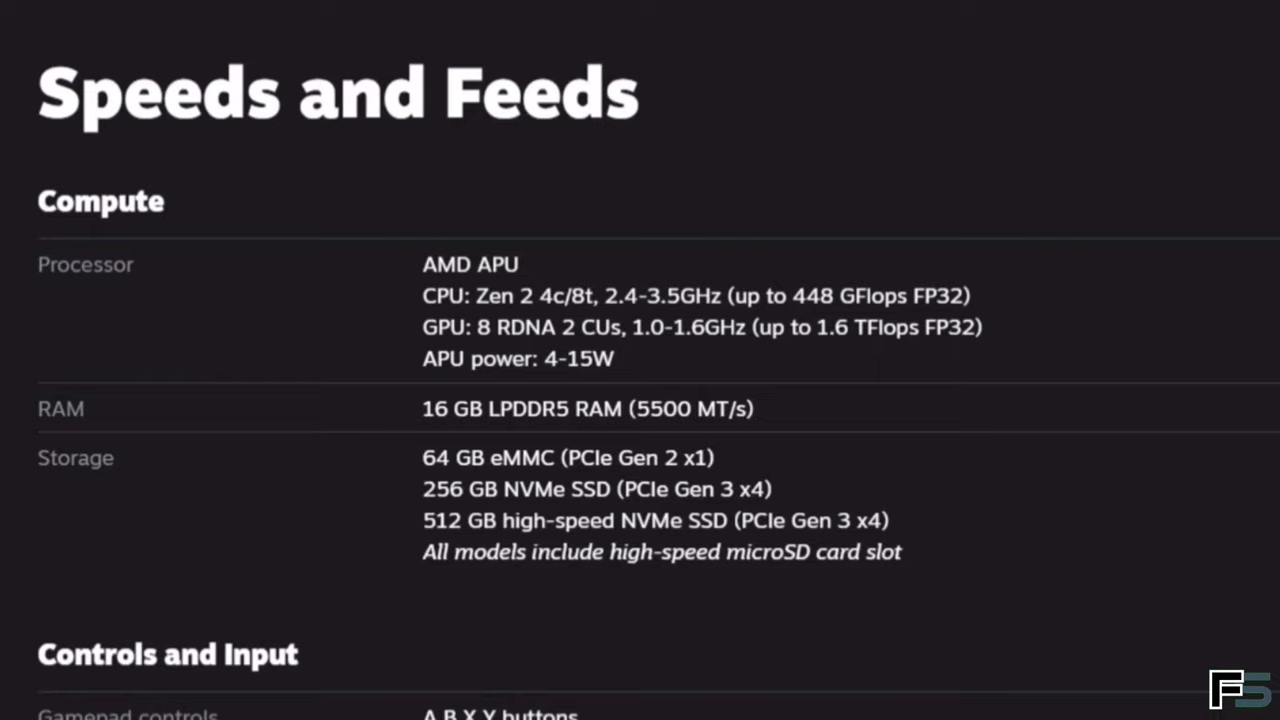 Speeds and Feeds
Compute
Processor
AMD APU
CPU: Zen 2 4c/8t, 2.4-3.5GHz (up to 448 GFlops FP32)
GPU: 8 RDNA 2 CUs, 1.0-1.6GHz (up to 1.6 TFlops FP32)
APU power: 4-15W
RAM
16 GB LPDDR5 RAM (5500 MT/s)
Storage
64 GB eMMC (PCIe Gen 2 x1)
256 GB NVMe SSD (PCIe Gen 3 x4)
512 GB high-speed NVMe SSD (PCIe Gen 3 x4)
All models include high-speed microSD card slot
Controls and Input
Gamepad controls
A B X Y buttons
FS